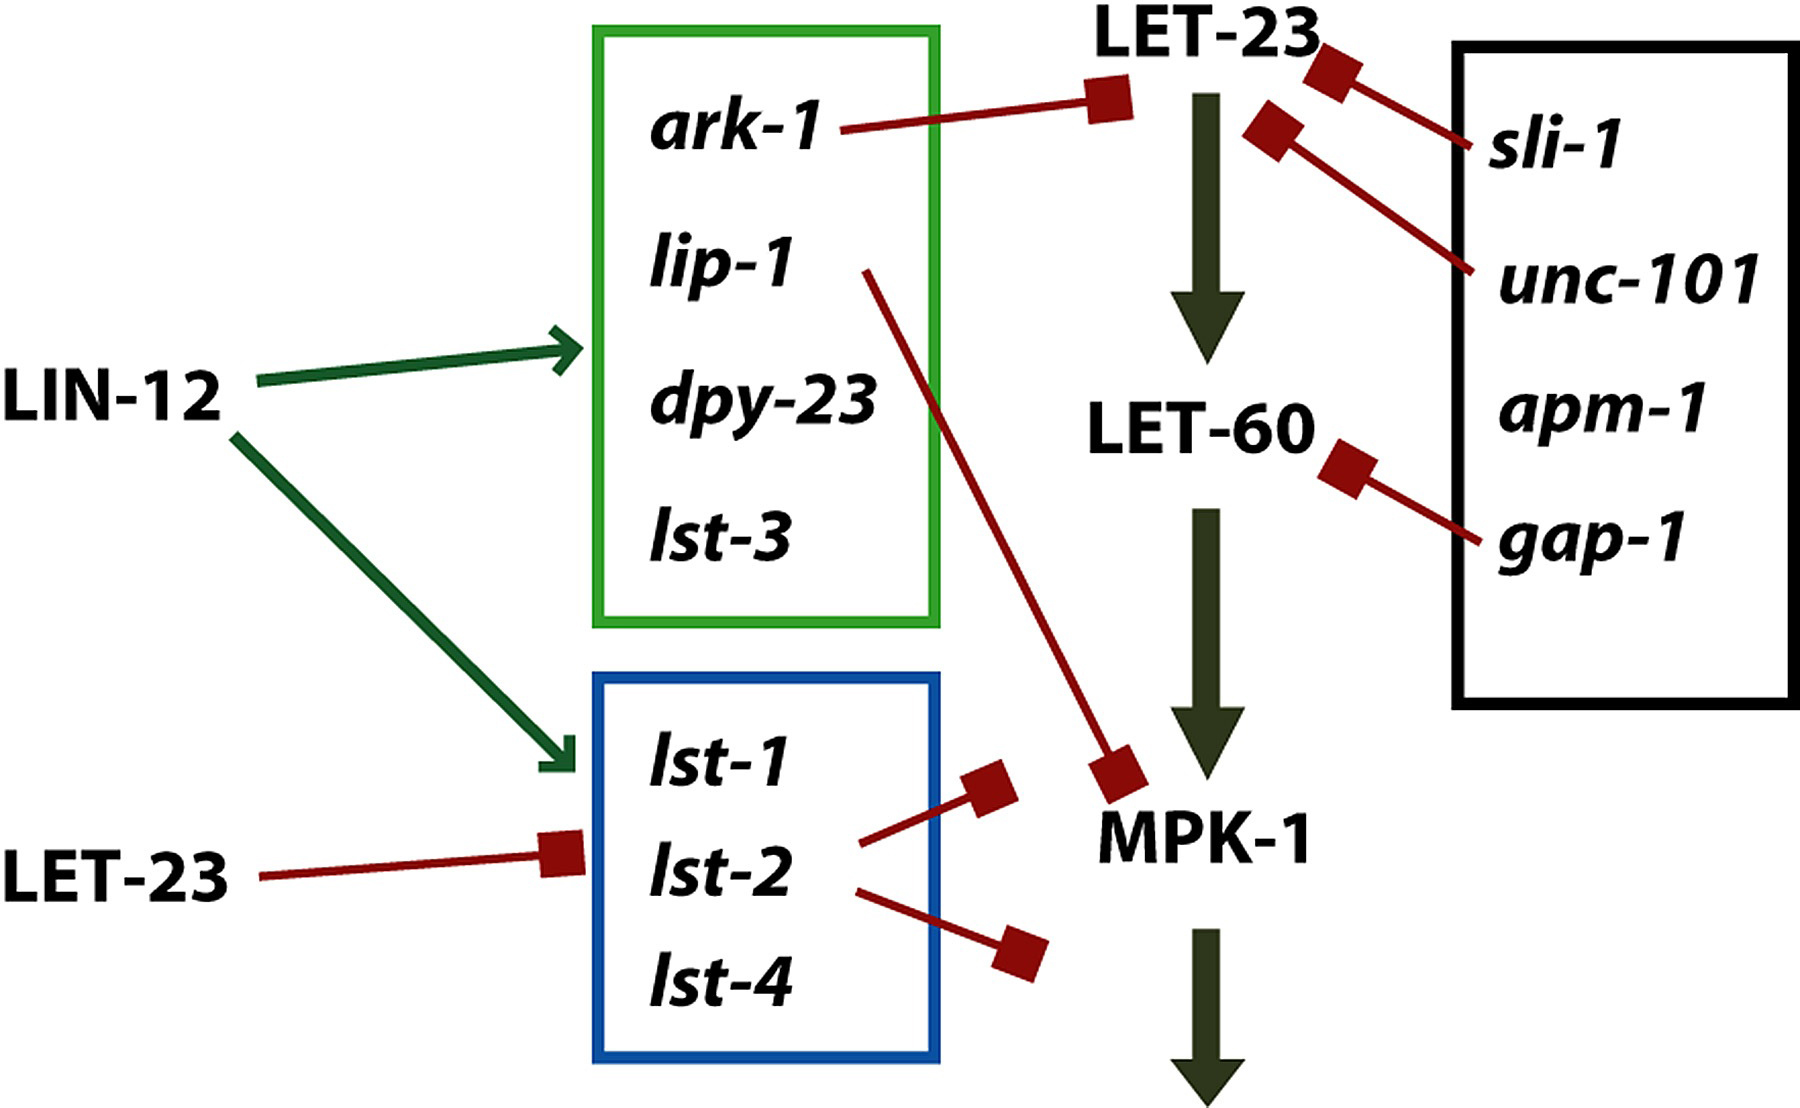 LIN-12
LET-23
ark-1
lip-1
dpy-23
lst-3
lst-1
lst-2
lst-4
LET-23
LET-60
MPK-1
sli-1
unc-101
apm-1
gap-1